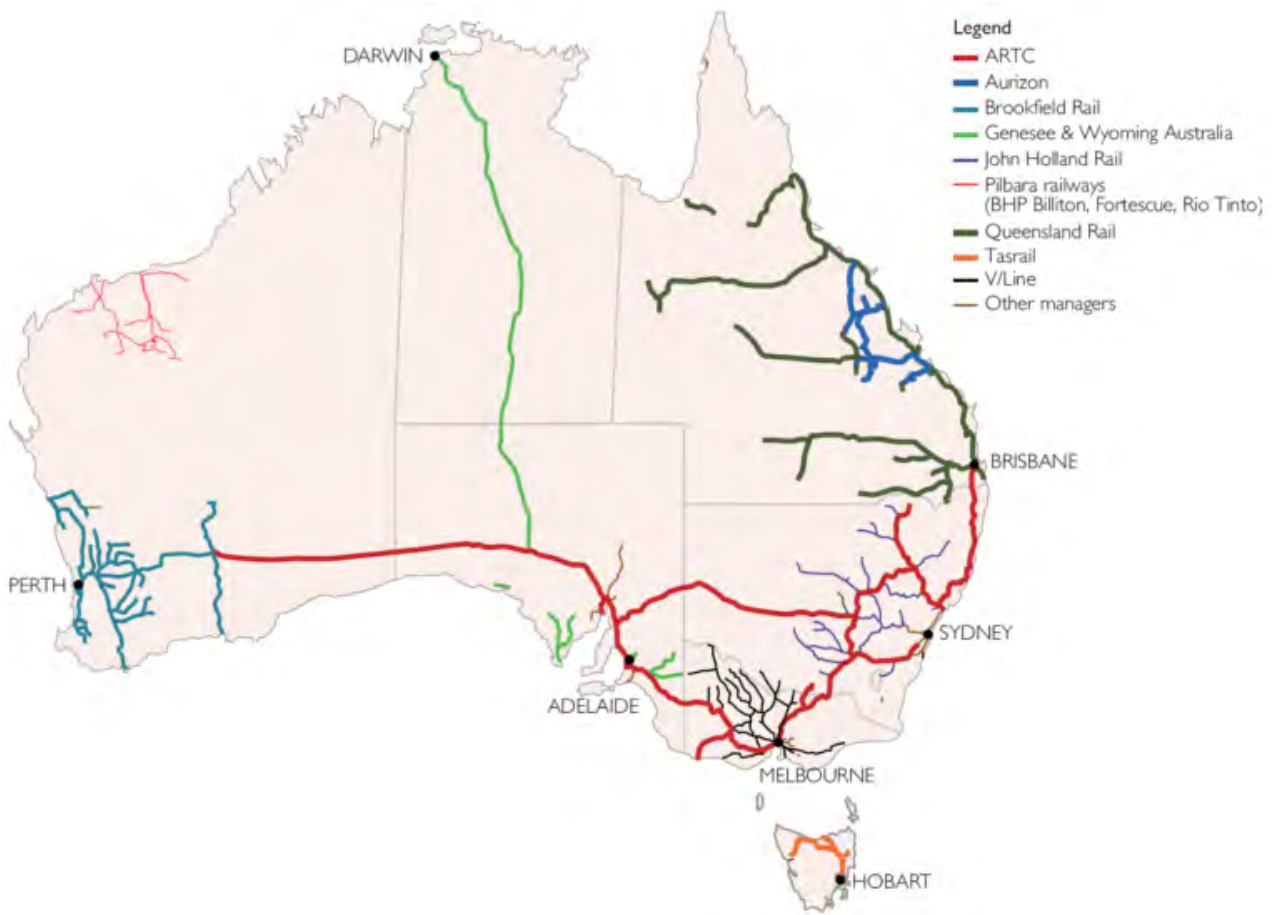 Legend
ARTC
Aurizon
Brookfield Rail
Genesee & Wyoming Australia
John Holland Rail
Pilbara railways
(BHP Billiton, Fortescue, Rio Tinto)
Queensland Rail
Tasrail
V/Line
Other managers
DARWIN
BRISBANE
PERTH
SYDNEY
ADELAIDE
MELBOURNE
HOBART